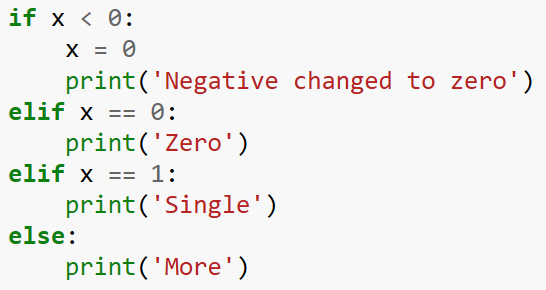 if x < 0:
    x = 0
    print('Negative changed to zero')
elif x == 0:
    print('Zero')
elif x == 1:
    print('Single')
else:
    print('More')